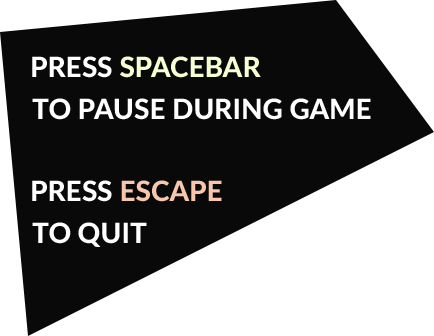 PRESS SPACEBAR
TO PAUSE DURING GAME
PRESS ESCAPE
TO QUIT